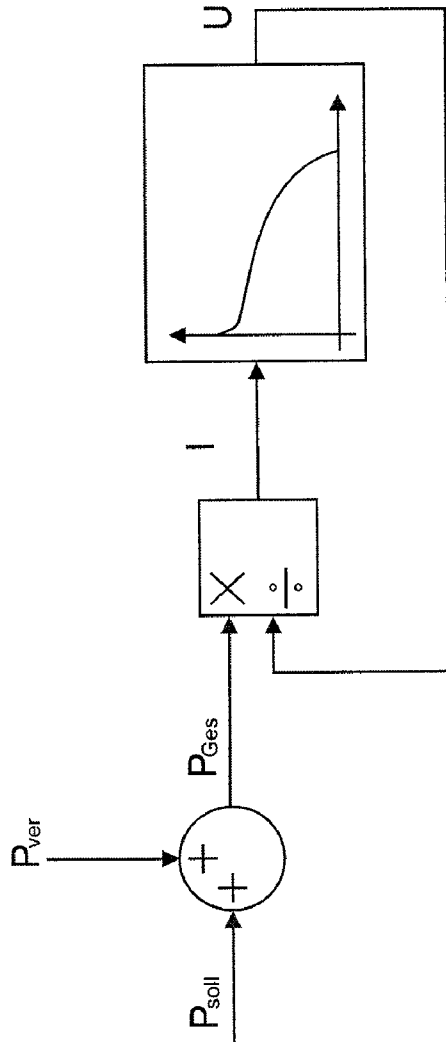 P_ver
P_soll
P_Ges
×
÷
I
U
+
+